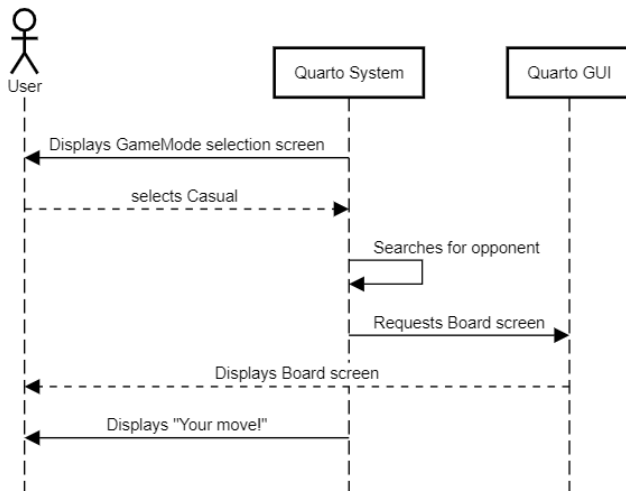 User
Quarto System
Quarto GUI
Displays GameMode selection screen
selects Casual
Searches for opponent
Requests Board screen
Displays Board screen
Displays "Your move!"